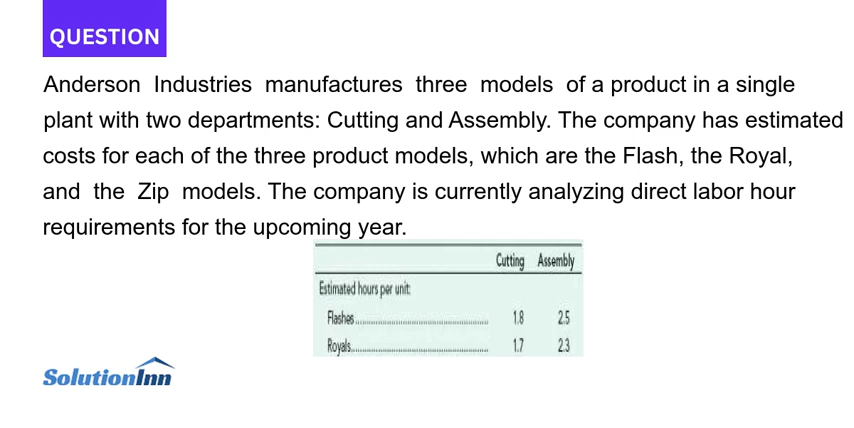 QUESTION
Anderson Industries manufactures three models of a product in a single
plant with two departments: Cutting and Assembly. The company has estimated
costs for each of the three product models, which are the Flash, the Royal,
and the Zip models. The company is currently analyzing direct labor hour
requirements for the upcoming year.
Cutting Assembly
Estimated hours per unit:
Flashes 1.8 2.5
Royals 1.7 2.3
SolutionInn